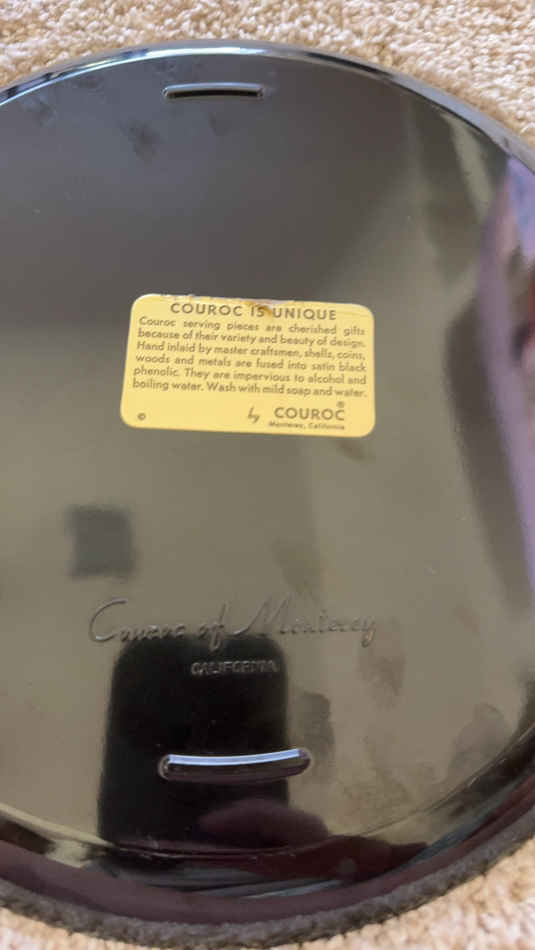 COUROC IS UNIQUE
Couroc serving pieces are cherished gifts
because of their variety and beauty of design.
Hand inlaid by master craftsmen, shells, coins,
woods and metals are fused into satin black
phenolic. They are impervious to alcohol and
boiling water. Wash with mild soap and water.
©
by COUROC®
Monterey, California
Couroc of Monterey
CALIFORNIA